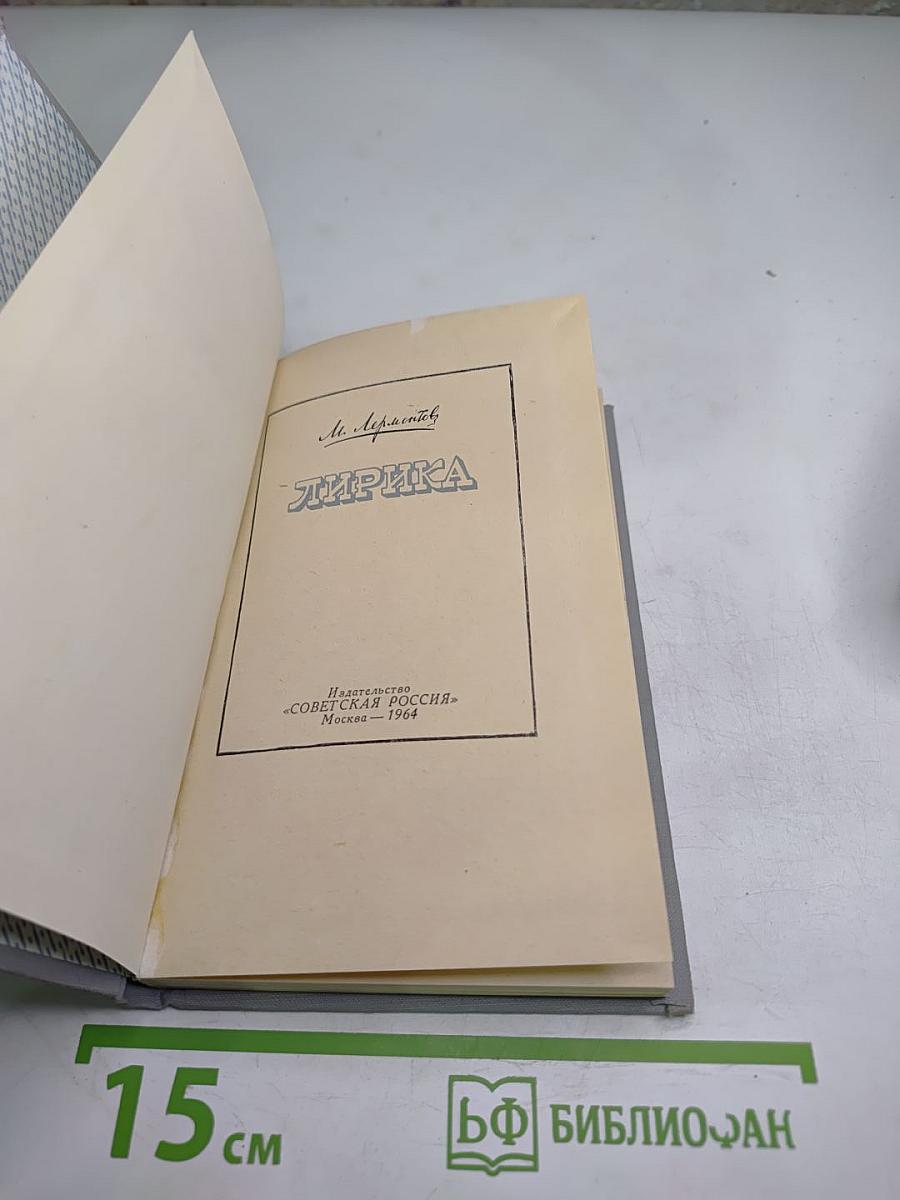 М. Лермонтов
ЛИРИКА
Издательство
«СОВЕТСКАЯ РОССИЯ»
Москва — 1964
15 см
БФ БИБЛИОФАН